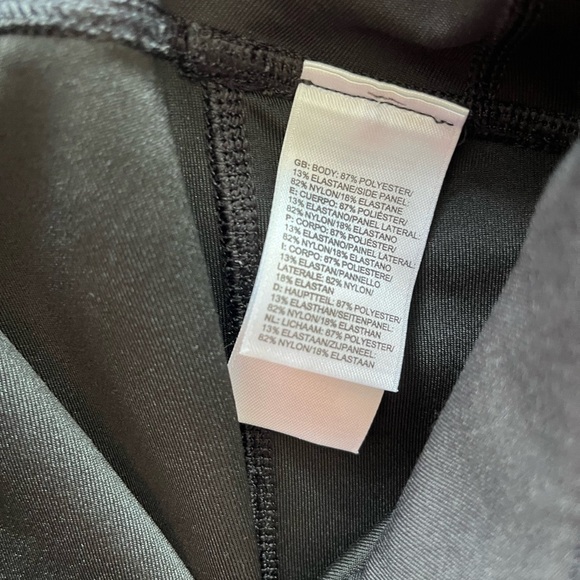 GB: BODY: 87% POLYESTER/
13% ELASTANE/SIDE PANEL:
82% NYLON/18% ELASTANE
E: CUERPO: 87% POLIÉSTER/
13% ELASTANO/PANEL LATERAL:
82% NYLON/18% ELASTANO
P: CORPO: 87% POLIÉSTER/
13% ELASTANO/PAINEL LATERAL:
82% NYLON/18% ELASTANO
I: CORPO: 87% POLIESTERE/
13% ELASTAN/PANNELLO
LATERALE: 82% NYLON/
18% ELASTAN
D: HAUPTTEIL: 87% POLYESTER/
13% ELASTHAN/SEITENPANEL:
82% NYLON/18% ELASTHAN
NL: LICHAAM: 87% POLYESTER/
13% ELASTAAN/ZIJPANEEL:
82% NYLON/18% ELASTAAN